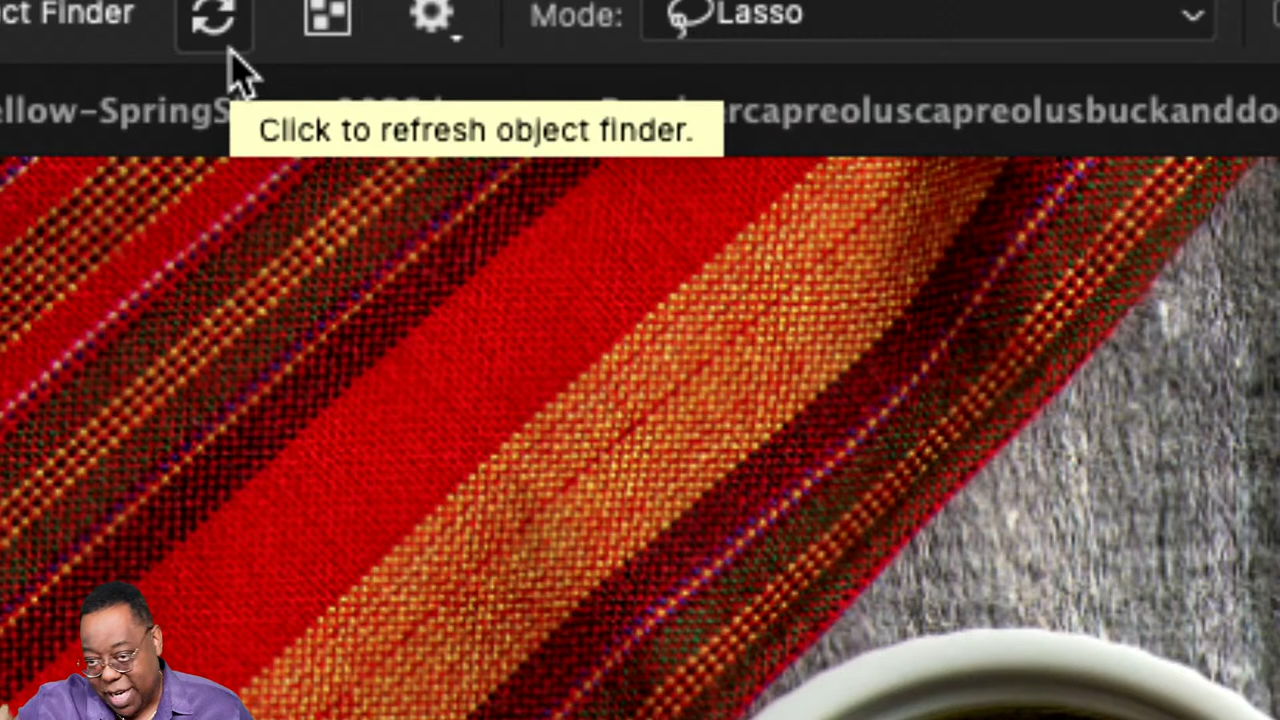 ct Finder Mode: Lasso
ellow-SpringS rcapreoluscapreolusbuckanddo
Click to refresh object finder.